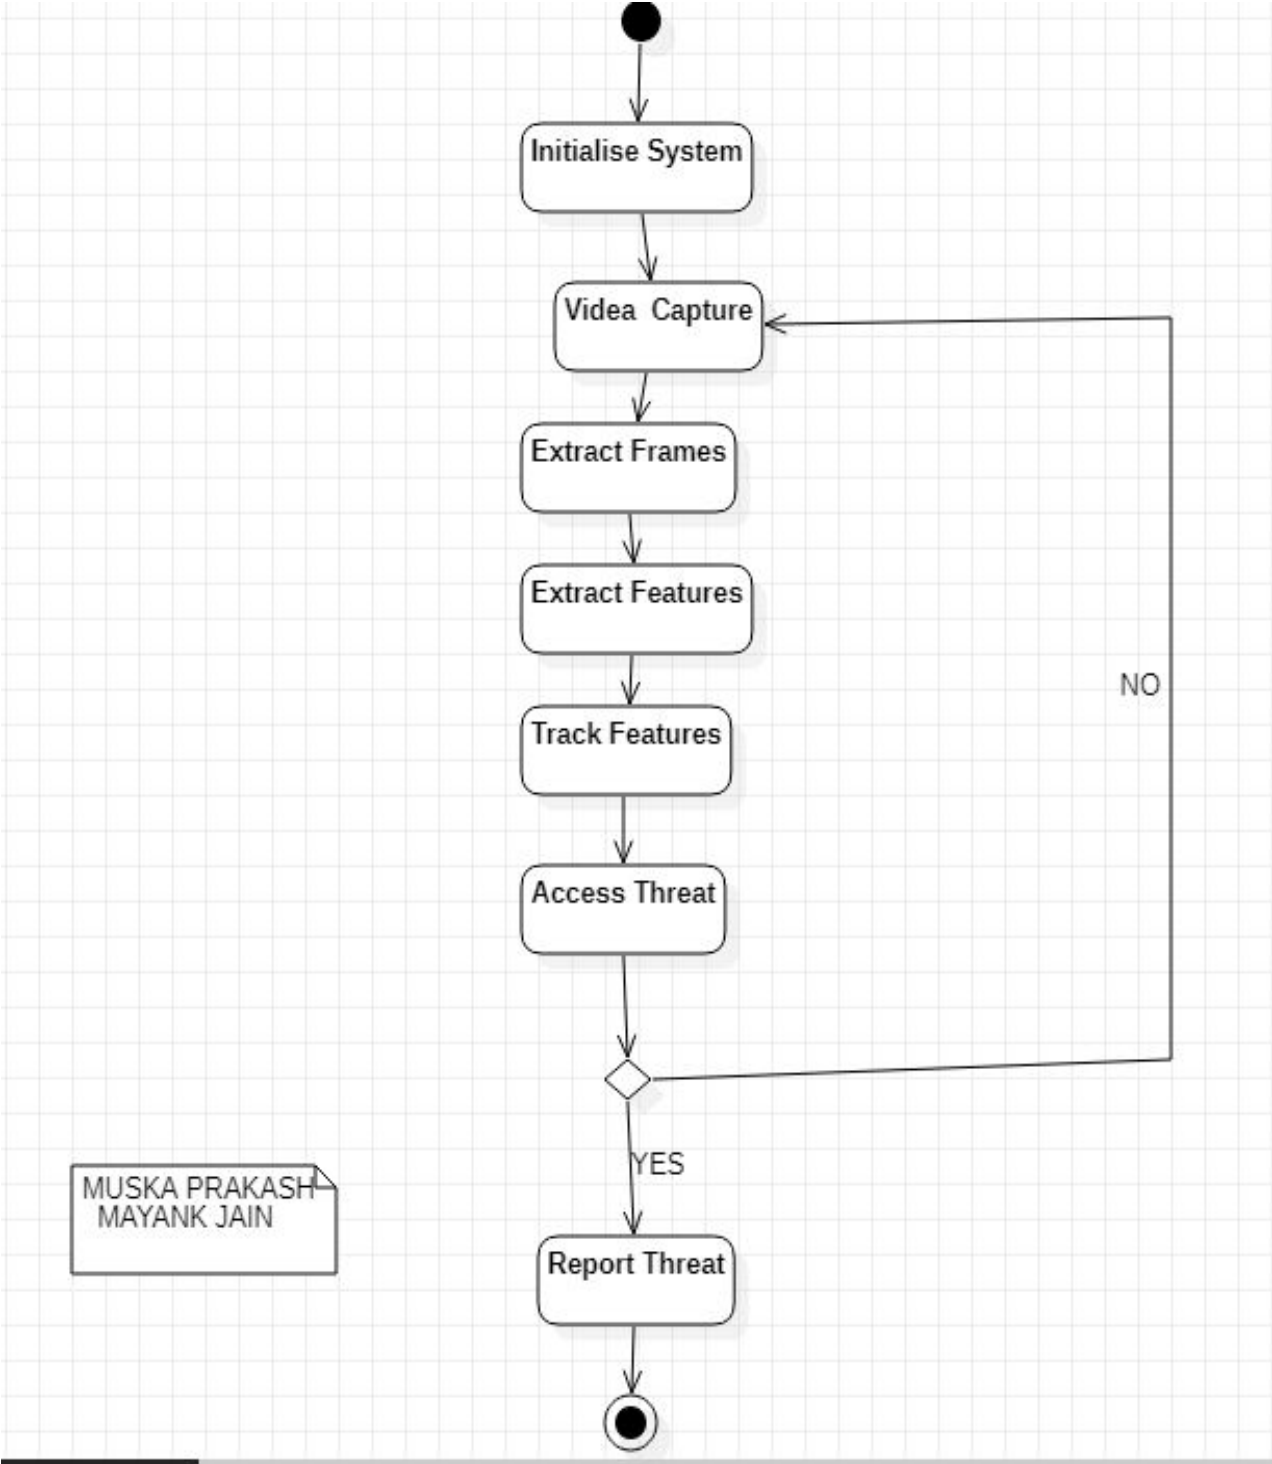 Initialise System
Videa Capture
Extract Frames
Extract Features
NO
Track Features
Access Threat
YES
MUSKA PRAKASH
MAYANK JAIN
Report Threat